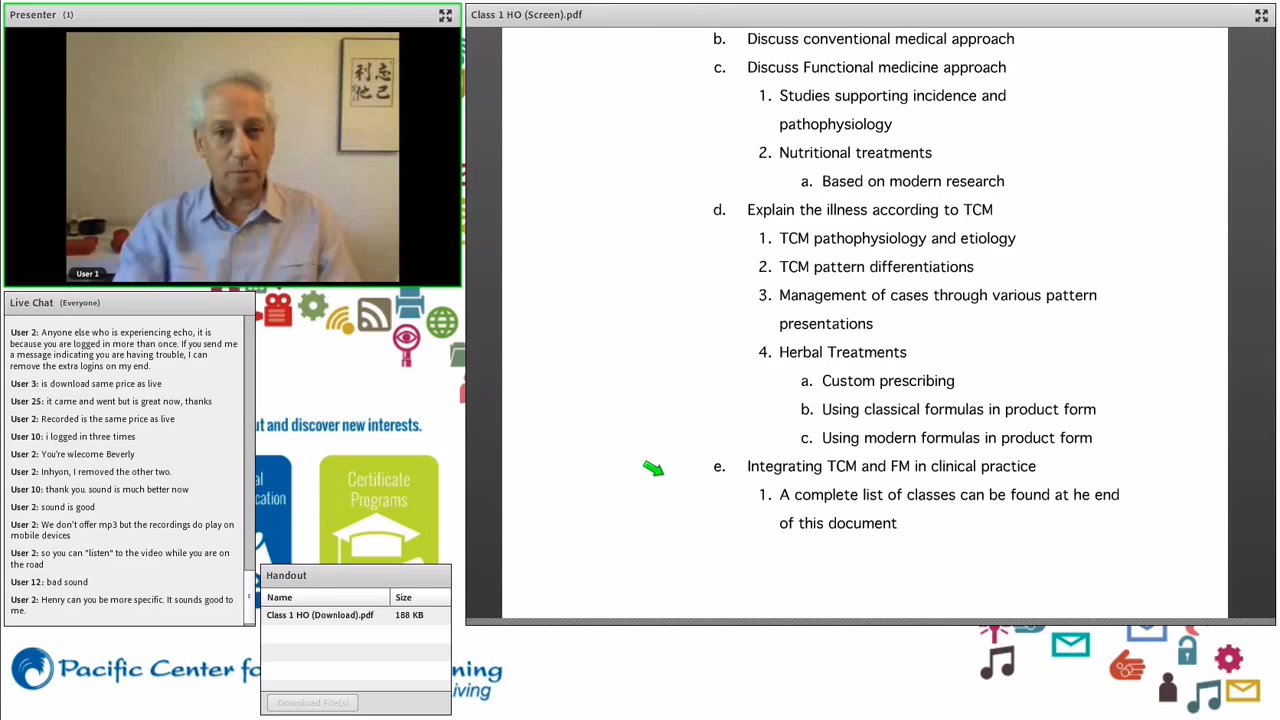 Presenter (1)
忘己
利他
User 1
Live Chat (Everyone)
User 2: Anyone else who is experiencing echo, it is
because you are logged in more than once. If you send me
a message indicating you are having trouble, I can
remove the extra logins on my end.
User 3: is download same price as live
User 25: it came and went but is great now, thanks
User 2: Recorded is the same price as live
User 10: i logged in three times
User 2: You're wlecome Beverly
User 2: Inhyon, I removed the other two.
User 10: thank you. sound is much better now
User 2: sound is good
User 2: We don't offer mp3 but the recordings do play on
mobile devices
User 2: so you can "listen" to the video while you are on
the road
User 12: bad sound
User 2: Henry can you be more specific. It sounds good to
me.
ut and discover new interests.
Certificate
Programs
Handout
Name Size
Class 1 HO (Download).pdf 188 KB
Download File(s)
Pacific Center fo
ning
iving
Class 1 HO (Screen).pdf
b. Discuss conventional medical approach
c. Discuss Functional medicine approach
1. Studies supporting incidence and
pathophysiology
2. Nutritional treatments
a. Based on modern research
d. Explain the illness according to TCM
1. TCM pathophysiology and etiology
2. TCM pattern differentiations
3. Management of cases through various pattern
presentations
4. Herbal Treatments
a. Custom prescribing
b. Using classical formulas in product form
c. Using modern formulas in product form
e. Integrating TCM and FM in clinical practice
1. A complete list of classes can be found at he end
of this document